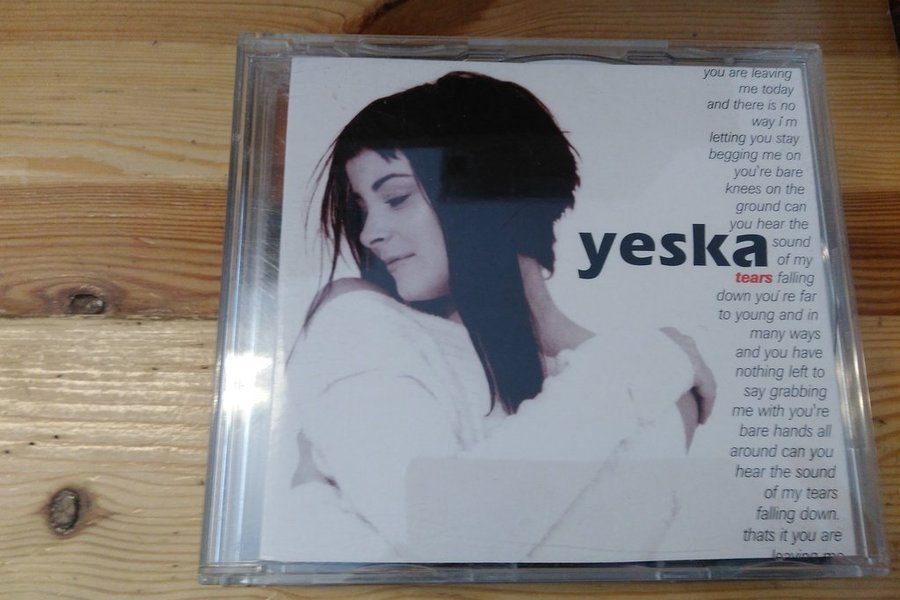 you are leaving
me today
and there is no
way i m
letting you stay
begging me on
you're bare
knees on the
ground can
you hear the
yeska
sound
of my
tears falling
down you're far
to young and in
many ways
and you have
nothing left to
say grabbing
me with you're
bare hands all
around can you
hear the sound
of my tears
falling down.
thats it you are
leaving me